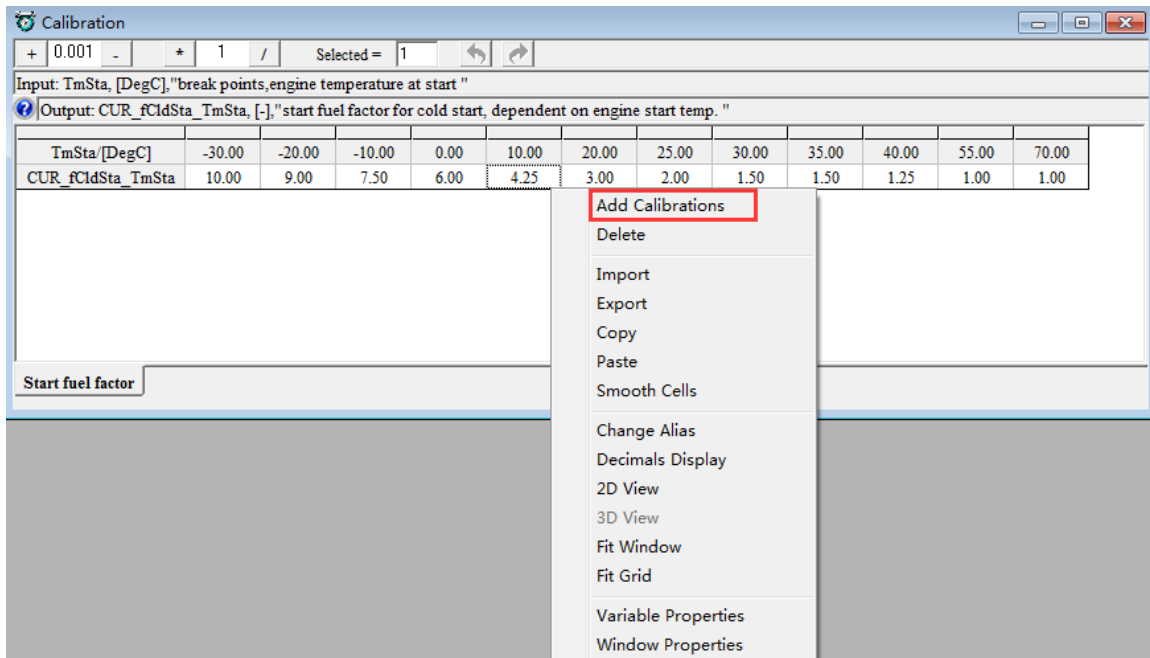 Calibration
+ 0.001 - * 1 / Selected = 1
Input: TmSta, [DegC],"break points,engine temperature at start "
Output: CUR_fCldSta_TmSta, [-],"start fuel factor for cold start, dependent on engine start temp. "
TmSta/[DegC] -30.00 -20.00 -10.00 0.00 10.00 20.00 25.00 30.00 35.00 40.00 55.00 70.00
CUR_fCldSta_TmSta 10.00 9.00 7.50 6.00 4.25 3.00 2.00 1.50 1.50 1.25 1.00 1.00
Add Calibrations
Delete
Import
Export
Copy
Paste
Smooth Cells
Change Alias
Decimals Display
2D View
3D View
Fit Window
Fit Grid
Variable Properties
Window Properties
Start fuel factor